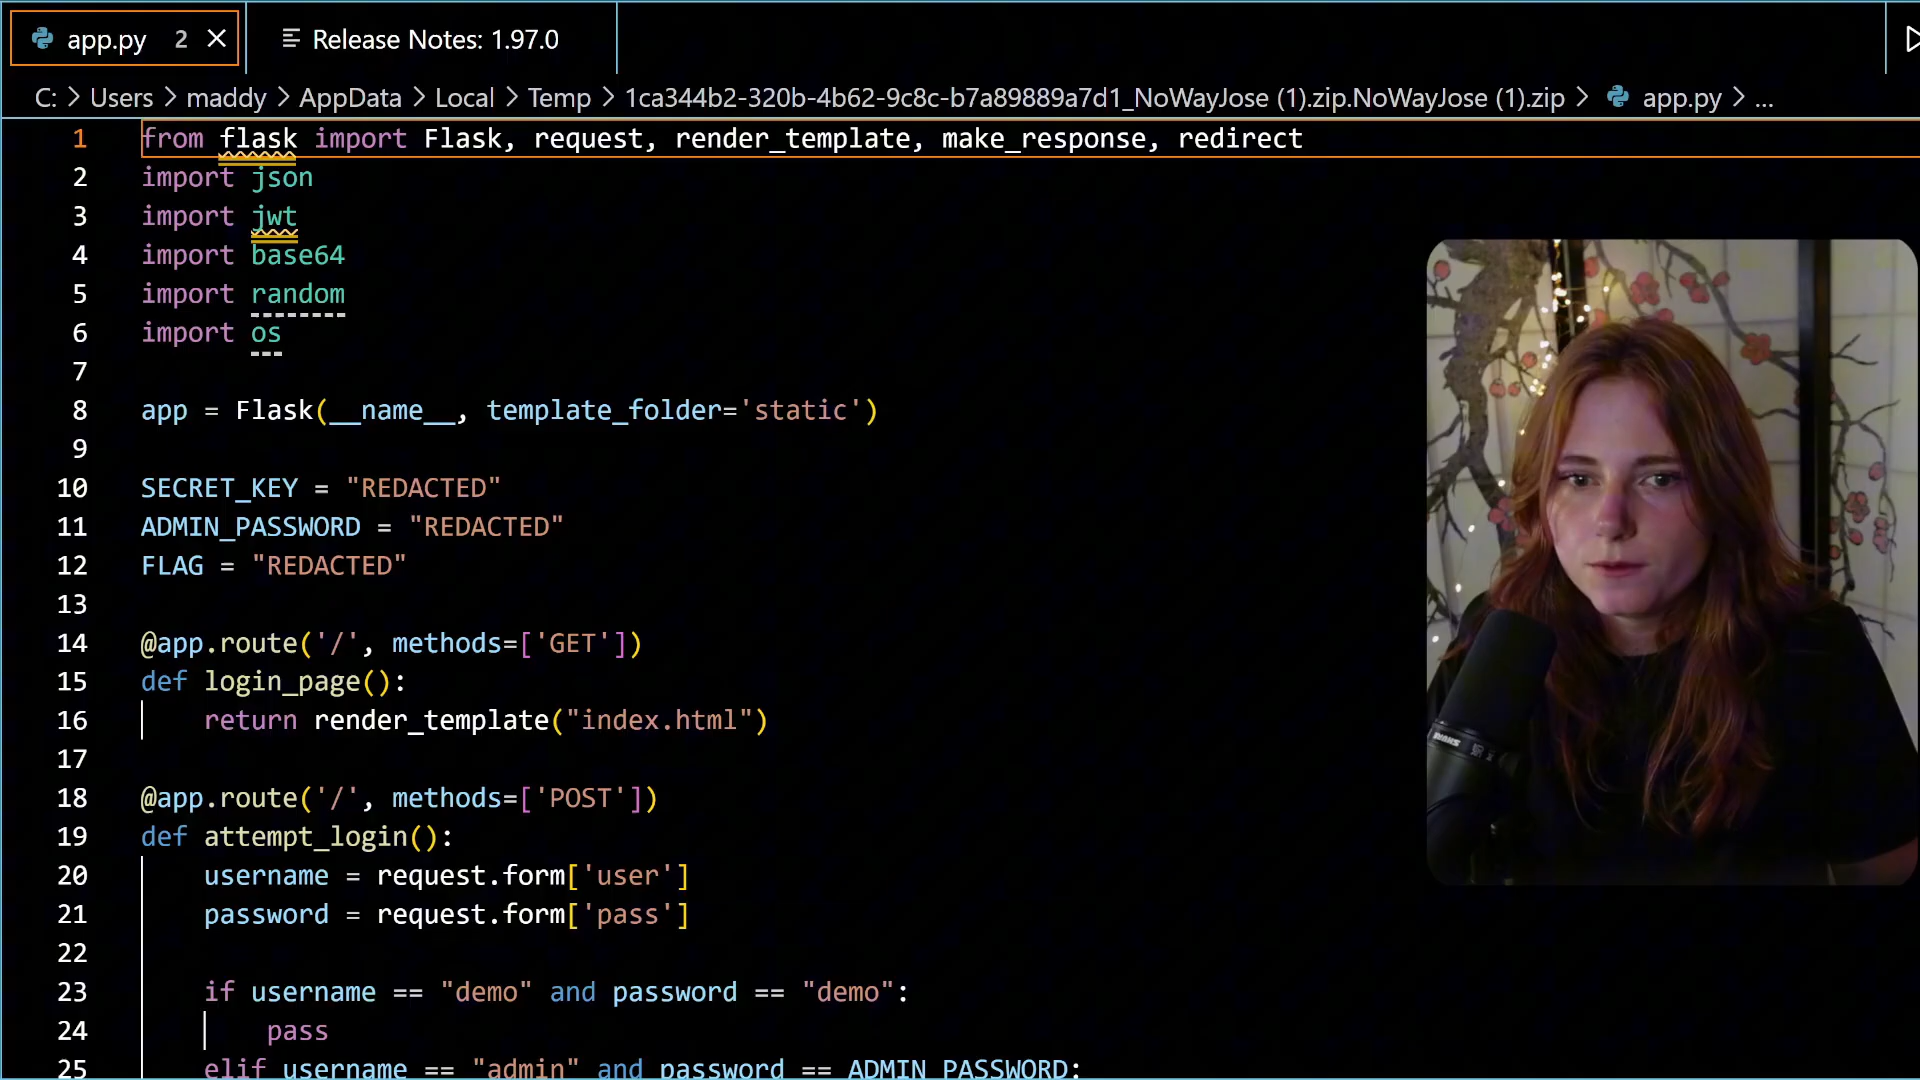 app.py 2 Release Notes: 1.97.0
C: > Users > maddy > AppData > Local > Temp > 1ca344b2-320b-4b62-9c8c-b7a89889a7d1_NoWayJose (1).zip.NoWayJose (1).zip > app.py > ...
1 from flask import Flask, request, render_template, make_response, redirect
2 import json
3 import jwt
4 import base64
5 import random
6 import os
7
8 app = Flask(__name__, template_folder='static')
9
10 SECRET_KEY = "REDACTED"
11 ADMIN_PASSWORD = "REDACTED"
12 FLAG = "REDACTED"
13
14 @app.route('/', methods=['GET'])
15 def login_page():
16 return render_template("index.html")
17
18 @app.route('/', methods=['POST'])
19 def attempt_login():
20 username = request.form['user']
21 password = request.form['pass']
22
23 if username == "demo" and password == "demo":
24 pass
25 elif username == "admin" and password == ADMIN_PASSWORD: